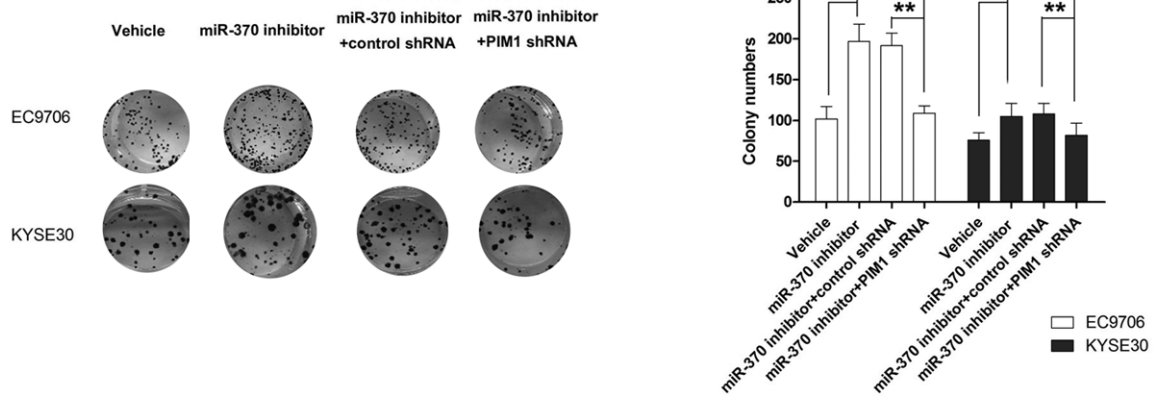 Vehicle
miR-370 inhibitor
miR-370 inhibitor
+control shRNA
miR-370 inhibitor
+PIM1 shRNA
EC9706
KYSE30
**
**
Colony numbers
200
150
100
50
0
Vehicle
miR-370 inhibitor
miR-370 inhibitor+control shRNA
miR-370 inhibitor+PIM1 shRNA
Vehicle
miR-370 inhibitor
miR-370 inhibitor+control shRNA
miR-370 inhibitor+PIM1 shRNA
EC9706
KYSE30